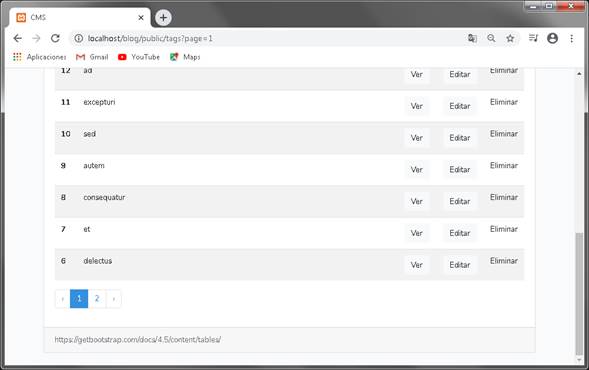 CMS
localhost/blog/public/tags?page=1
Aplicaciones Gmail YouTube Maps
12 ad Ver Editar Eliminar
11 excepturi Ver Editar Eliminar
10 sed Ver Editar Eliminar
9 autem Ver Editar Eliminar
8 consequatur Ver Editar Eliminar
7 et Ver Editar Eliminar
6 delectus Ver Editar Eliminar
‹ 1 2 ›
https://getbootstrap.com/docs/4.5/content/tables/